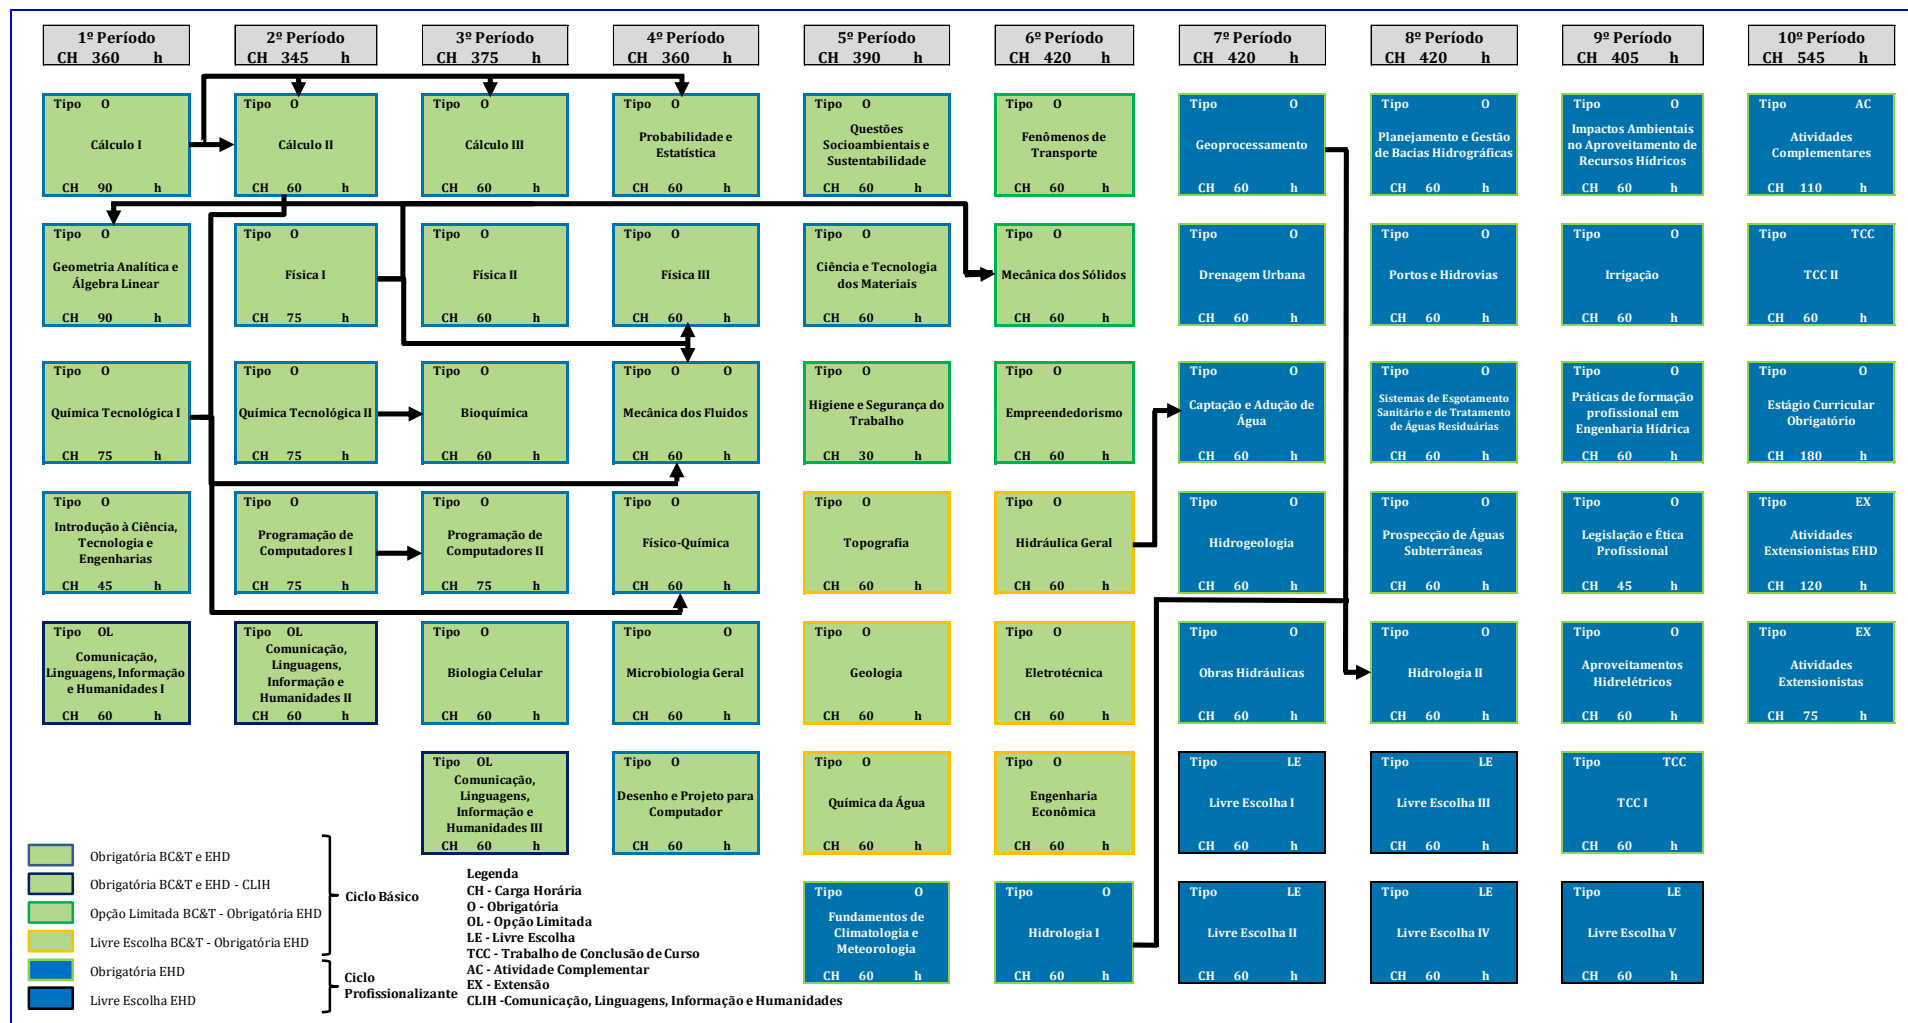 1º Período
CH 360 h
2º Período
CH 345 h
3º Período
CH 375 h
4º Período
CH 360 h
5º Período
CH 390 h
6º Período
CH 420 h
7º Período
CH 420 h
8º Período
CH 420 h
9º Período
CH 405 h
10º Período
CH 545 h
Tipo O
Cálculo I
CH 90 h
Tipo O
Cálculo II
CH 60 h
Tipo O
Cálculo III
CH 60 h
Tipo O
Probabilidade e
Estatística
CH 60 h
Tipo O
Questões
Socioambientais e
Sustentabilidade
CH 60 h
Tipo O
Fenômenos de
Transporte
CH 60 h
Tipo O
Geoprocessamento
CH 60 h
Tipo O
Planejamento e Gestão
de Bacias Hidrográficas
CH 60 h
Tipo O
Impactos Ambientais
no Aproveitamento de
Recursos Hídricos
CH 60 h
Tipo AC
Atividades
Complementares
CH 110 h
Tipo O
Geometria Analítica e
Álgebra Linear
CH 90 h
Tipo O
Física I
CH 75 h
Tipo O
Física II
CH 60 h
Tipo O
Física III
CH 60 h
Tipo O
Ciência e Tecnologia
dos Materiais
CH 60 h
Tipo O
Mecânica dos Sólidos
CH 60 h
Tipo O
Drenagem Urbana
CH 60 h
Tipo O
Portos e Hidrovias
CH 60 h
Tipo O
Irrigação
CH 60 h
Tipo TCC
TCC II
CH 60 h
Tipo O
Química Tecnológica I
CH 75 h
Tipo O
Química Tecnológica II
CH 75 h
Tipo O
Bioquímica
CH 60 h
Tipo O O
Mecânica dos Fluidos
CH 60 h
Tipo O
Higiene e Segurança do
Trabalho
CH 30 h
Tipo O
Empreendedorismo
CH 60 h
Tipo O
Captação e Adução de
Água
CH 60 h
Tipo O
Sistemas de Esgotamento
Sanitário e de Tratamento
de Águas Residuárias
CH 60 h
Tipo O
Práticas de formação
profissional em
Engenharia Hídrica
CH 60 h
Tipo O
Estágio Curricular
Obrigatório
CH 180 h
Tipo O
Introdução à Ciência,
Tecnologia e
Engenharias
CH 45 h
Tipo O
Programação de
Computadores I
CH 75 h
Tipo O
Programação de
Computadores II
CH 75 h
Tipo O
Físico-Química
CH 60 h
Tipo O
Topografia
CH 60 h
Tipo O
Hidráulica Geral
CH 60 h
Tipo O
Hidrogeologia
CH 60 h
Tipo O
Prospecção de Águas
Subterrâneas
CH 60 h
Tipo O
Legislação e Ética
Profissional
CH 45 h
Tipo EX
Atividades
Extensionistas EHD
CH 120 h
Tipo OL
Comunicação,
Linguagens, Informação
e Humanidades I
CH 60 h
Tipo OL
Comunicação,
Linguagens,
Informação e
Humanidades II
CH 60 h
Tipo O
Biologia Celular
CH 60 h
Tipo O
Microbiologia Geral
CH 60 h
Tipo O
Geologia
CH 60 h
Tipo O
Eletrotécnica
CH 60 h
Tipo O
Obras Hidráulicas
CH 60 h
Tipo O
Hidrologia II
CH 60 h
Tipo O
Aproveitamentos
Hidrelétricos
CH 60 h
Tipo EX
Atividades
Extensionistas
CH 75 h
Tipo OL
Comunicação,
Linguagens,
Informação e
Humanidades III
CH 60 h
Tipo O
Desenho e Projeto para
Computador
CH 60 h
Tipo O
Química da Água
CH 60 h
Tipo O
Engenharia
Econômica
CH 60 h
Tipo LE
Livre Escolha I
CH 60 h
Tipo LE
Livre Escolha III
CH 60 h
Tipo TCC
TCC I
CH 60 h
Tipo O
Fundamentos de
Climatologia e
Meteorologia
CH 60 h
Tipo O
Hidrologia I
CH 60 h
Tipo LE
Livre Escolha II
CH 60 h
Tipo LE
Livre Escolha IV
CH 60 h
Tipo LE
Livre Escolha V
CH 60 h
Obrigatória BC&T e EHD
Obrigatória BC&T e EHD - CLIH
Opção Limitada BC&T - Obrigatória EHD
Livre Escolha BC&T - Obrigatória EHD
Obrigatória EHD
Livre Escolha EHD
Ciclo Básico
Ciclo
Profissionalizante
Legenda
CH - Carga Horária
O - Obrigatória
OL - Opção Limitada
LE - Livre Escolha
TCC - Trabalho de Conclusão de Curso
AC - Atividade Complementar
EX - Extensão
CLIH -Comunicação, Linguagens, Informação e Humanidades